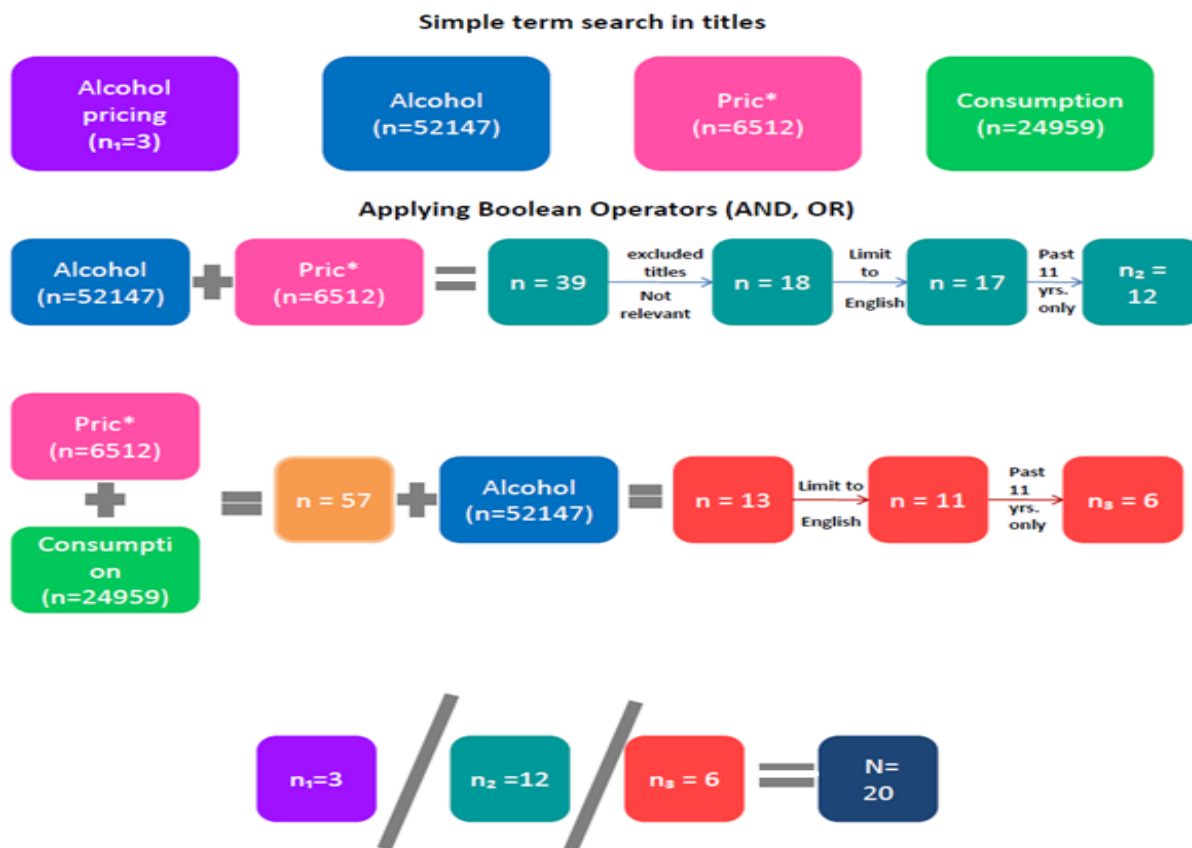 Simple term search in titles
Alcohol
pricing
(n₁=3)
Alcohol
(n=52147)
Pric*
(n=6512)
Consumption
(n=24959)
Applying Boolean Operators (AND, OR)
Alcohol
(n=52147)
Pric*
(n=6512)
n = 39
excluded
titles
Not
relevant
n = 18
Limit
to
English
n = 17
Past
11
yrs.
only
n₂ =
12
Pric*
(n=6512)
Consumpti
on
(n=24959)
n = 57
Alcohol
(n=52147)
n = 13
Limit to
English
n = 11
Past
11
yrs.
only
n₃ = 6
n₁=3
n₂ =12
n₃ = 6
N=
20